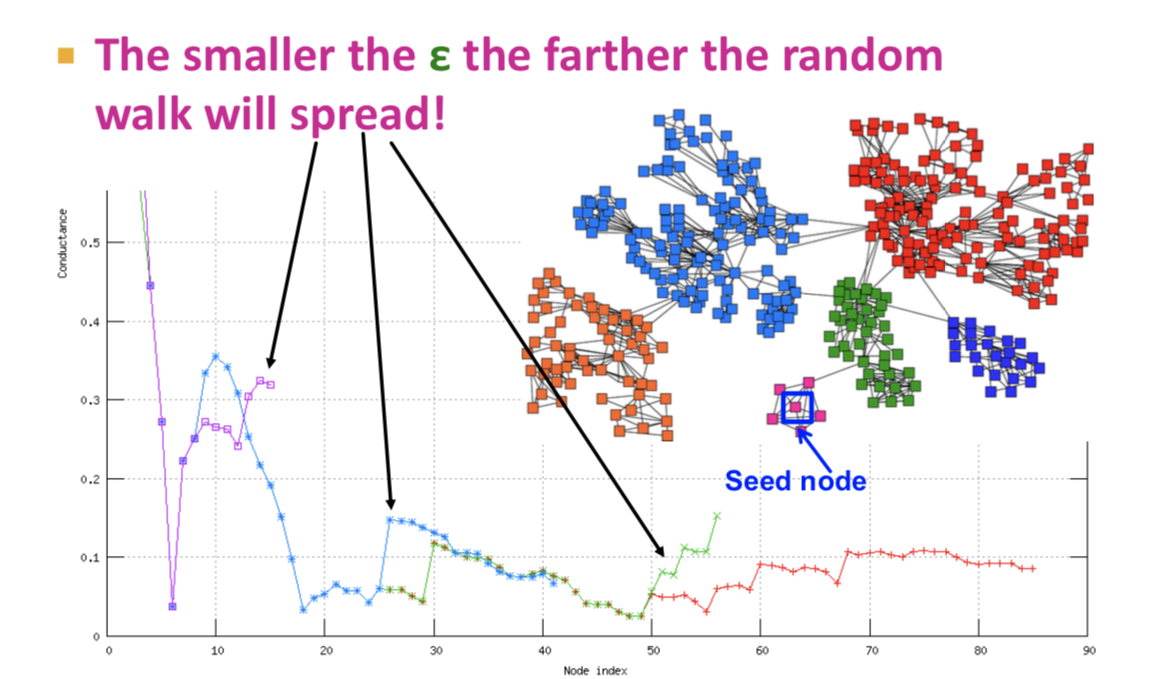 The smaller the ε the farther the random
walk will spread!
Conductance
0.5
0.4
0.3
0.2
0.1
0
Seed node
0 10 20 30 40 50 60 70 80 90
Node index